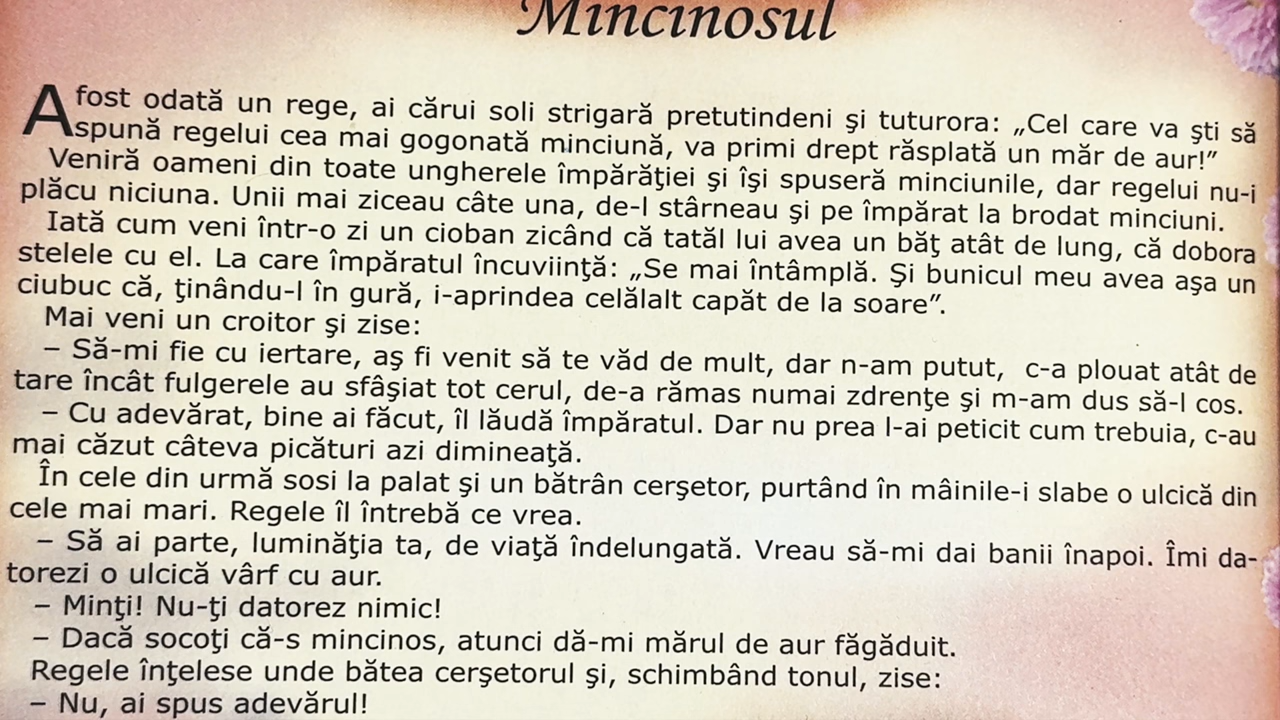 Mincinosul
A fost odată un rege, ai cărui soli strigară pretutindeni şi tuturora: „Cel care va şti să
spună regelui cea mai gogonată minciună, va primi drept răsplată un măr de aur!”
Veniră oameni din toate ungherele împărăţiei şi îşi spuseră minciunile, dar regelui nu-i
plăcu niciuna. Unii mai ziceau câte una, de-l stârneau şi pe împărat la brodat minciuni.
Iată cum veni într-o zi un cioban zicând că tatăl lui avea un băţ atât de lung, că dobora
stelele cu el. La care împăratul încuviinţă: „Se mai întâmplă. Şi bunicul meu avea aşa un
ciubuc că, ţinându-l în gură, i-aprindea celălalt capăt de la soare”.
Mai veni un croitor şi zise:
– Să-mi fie cu iertare, aş fi venit să te văd de mult, dar n-am putut, c-a plouat atât de
tare încât fulgerele au sfâşiat tot cerul, de-a rămas numai zdrenţe şi m-am dus să-l cos.
– Cu adevărat, bine ai făcut, îl lăudă împăratul. Dar nu prea l-ai peticit cum trebuia, c-au
mai căzut câteva picături azi dimineaţă.
În cele din urmă sosi la palat şi un bătrân cerşetor, purtând în mâinile-i slabe o ulcică din
cele mai mari. Regele îl întrebă ce vrea.
– Să ai parte, luminăţia ta, de viaţă îndelungată. Vreau să-mi dai banii înapoi. Îmi da-
torezi o ulcică vârf cu aur.
– Minţi! Nu-ţi datorez nimic!
– Dacă socoţi că-s mincinos, atunci dă-mi mărul de aur făgăduit.
Regele înţelese unde bătea cerşetorul şi, schimbând tonul, zise:
– Nu, ai spus adevărul!